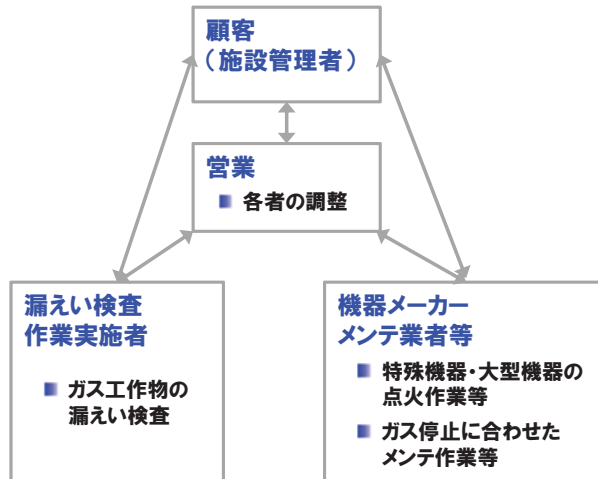 顧客
（施設管理者）
営業
■ 各者の調整
漏えい検査
作業実施者
■ ガス工作物の
漏えい検査
機器メーカー
メンテ業者等
■ 特殊機器・大型機器の
点火作業等
■ ガス停止に合わせた
メンテ作業等